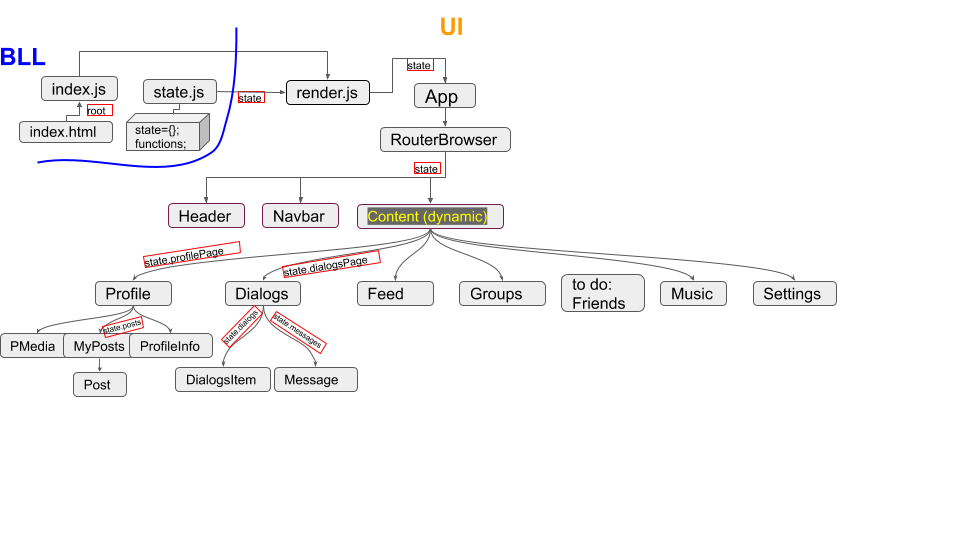 UI
BLL
state
index.js
state.js
state
render.js
App
root
index.html
state={};
functions;
RouterBrowser
state
Header
Navbar
Content (dynamic)
state.profilePage
state.dialogsPage
Profile
Dialogs
Feed
Groups
to do:
Friends
Music
Settings
state.posts
state.dialogs
state.messages
PMedia
MyPosts
ProfileInfo
Post
DialogsItem
Message